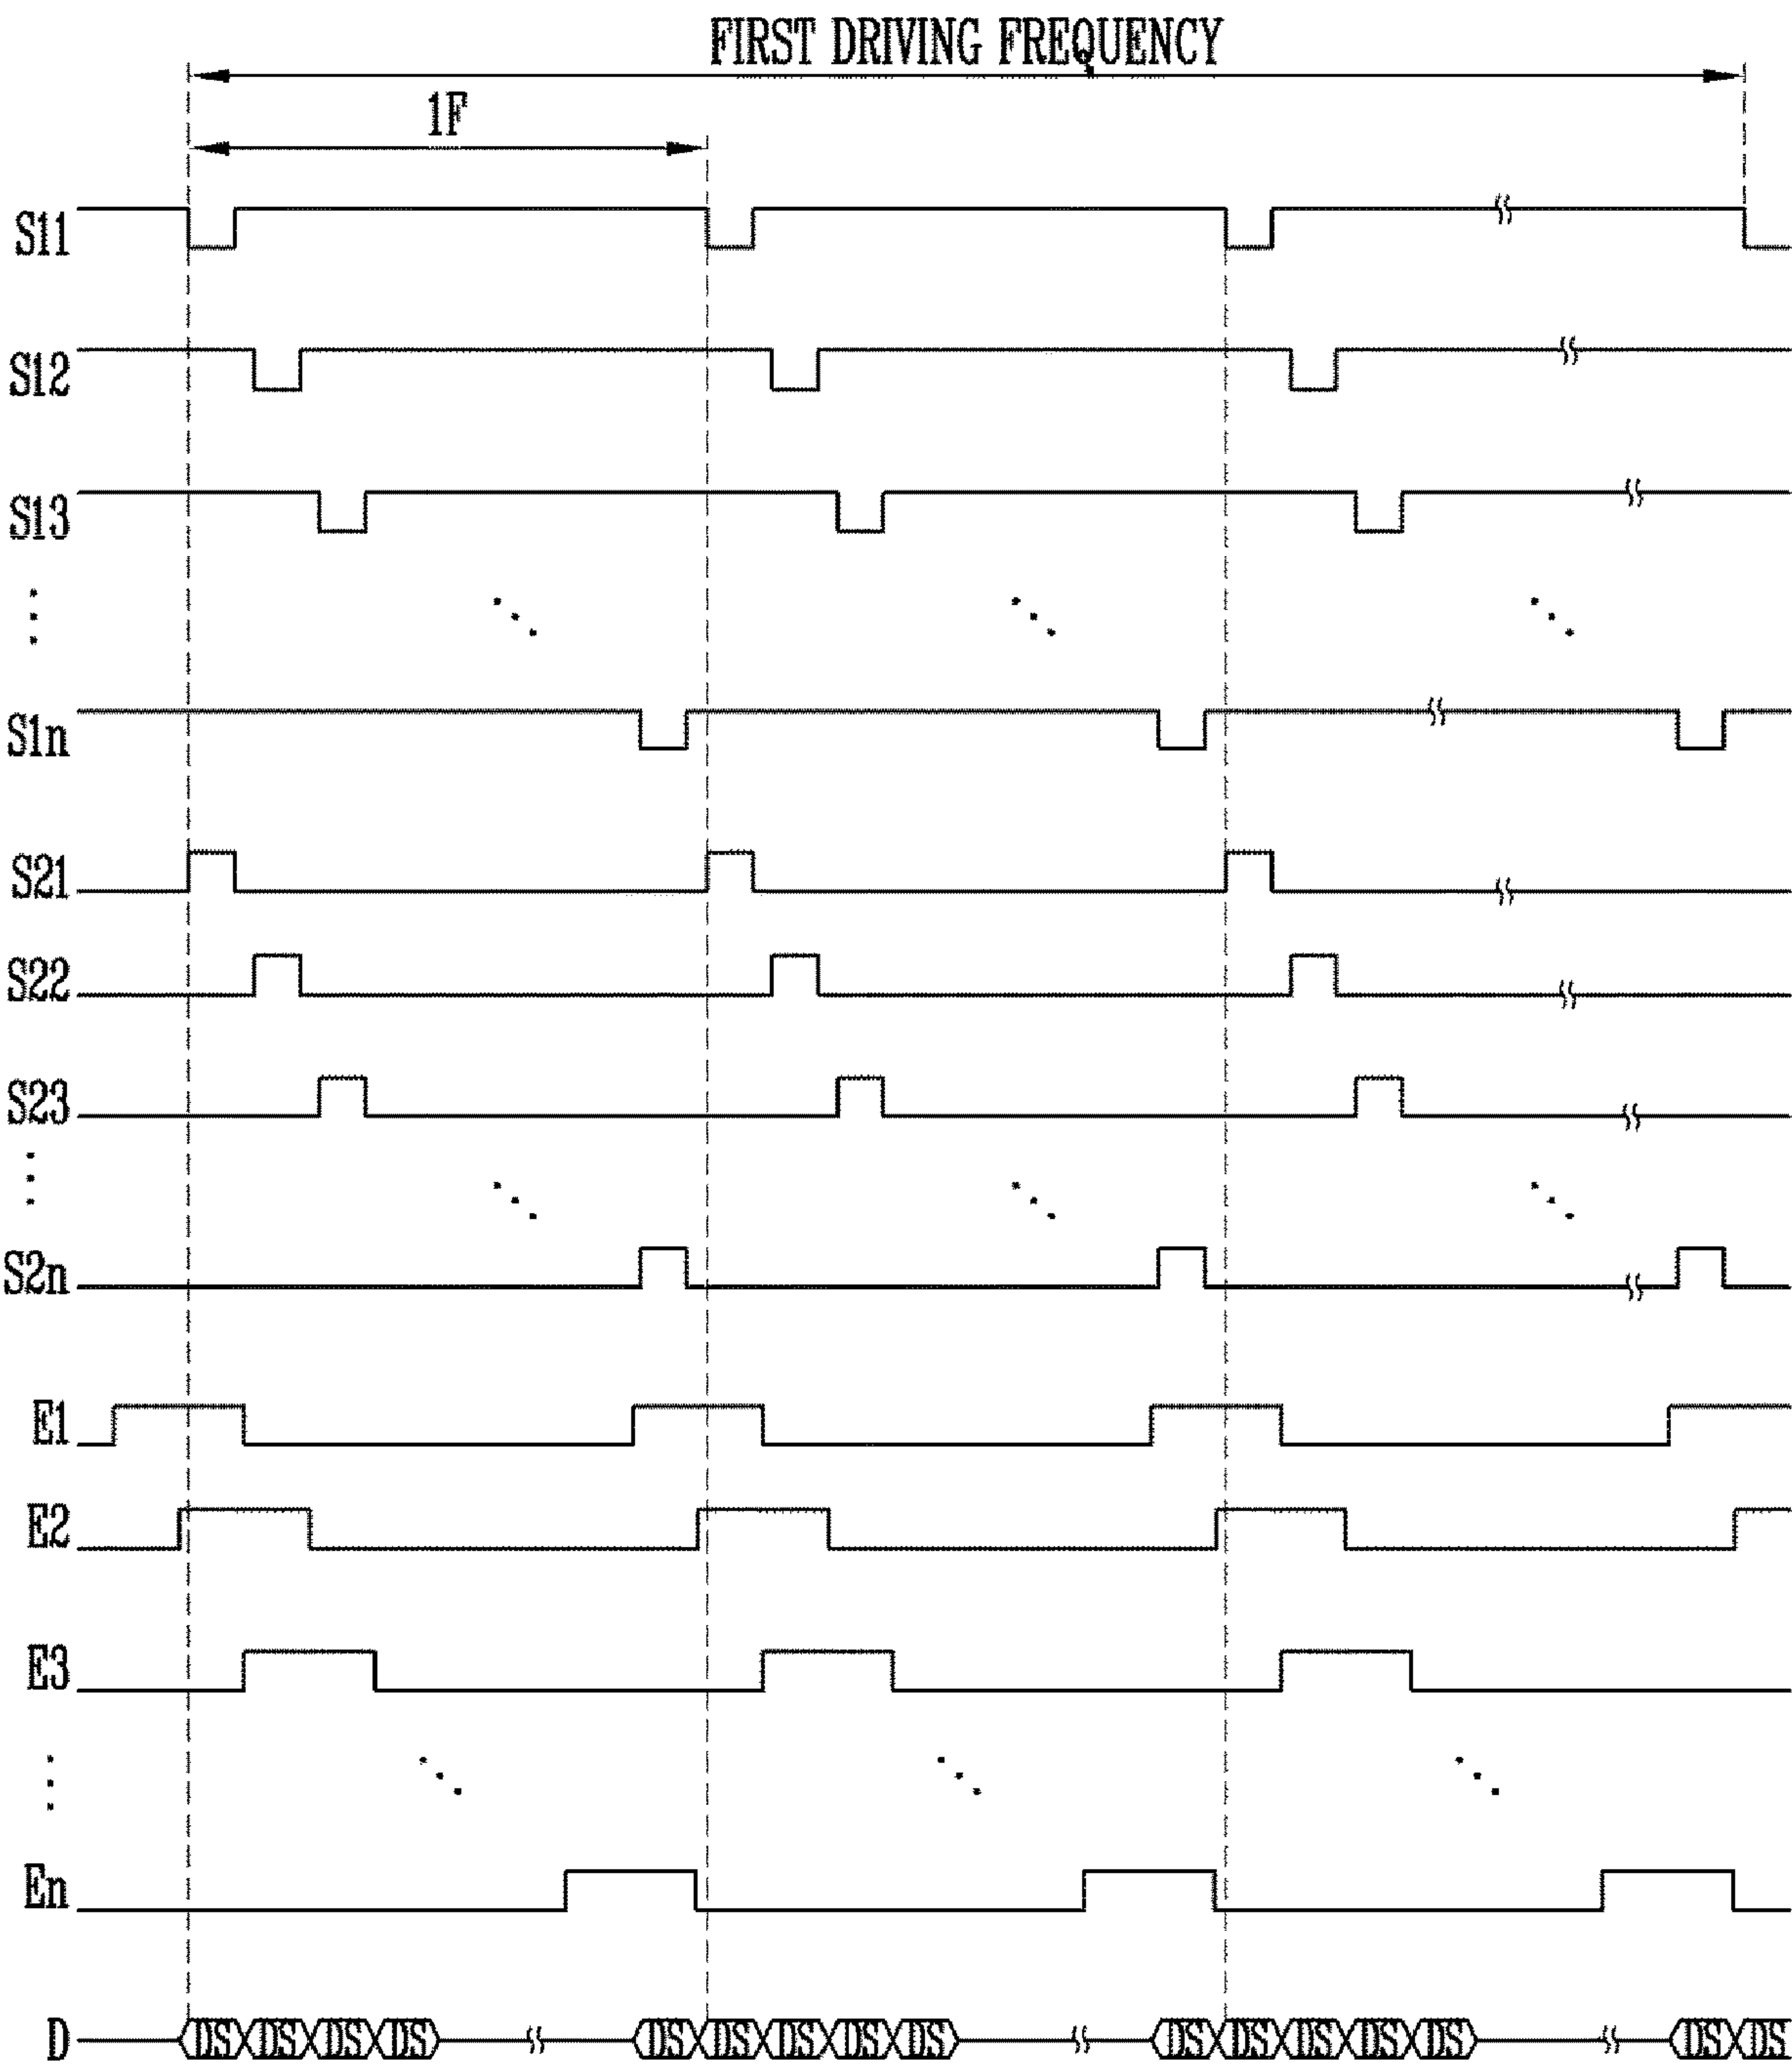 FIRST DRIVING FREQUENCY
1F
S11
S12
S13
S1n
S21
S22
S23
S2n
E1
E2
E3
En
D DS DS DS DS DS DS DS DS DS DS DS DS DS DS DS DS